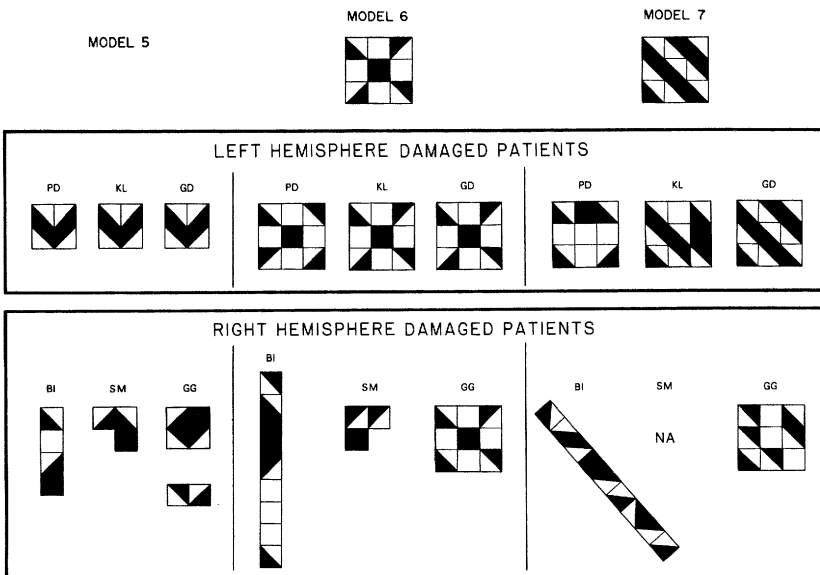 MODEL 5
MODEL 6
MODEL 7
LEFT HEMISPHERE DAMAGED PATIENTS
PD KL GD
PD KL GD
PD KL GD
RIGHT HEMISPHERE DAMAGED PATIENTS
BI SM GG
BI SM GG
BI SM GG
NA